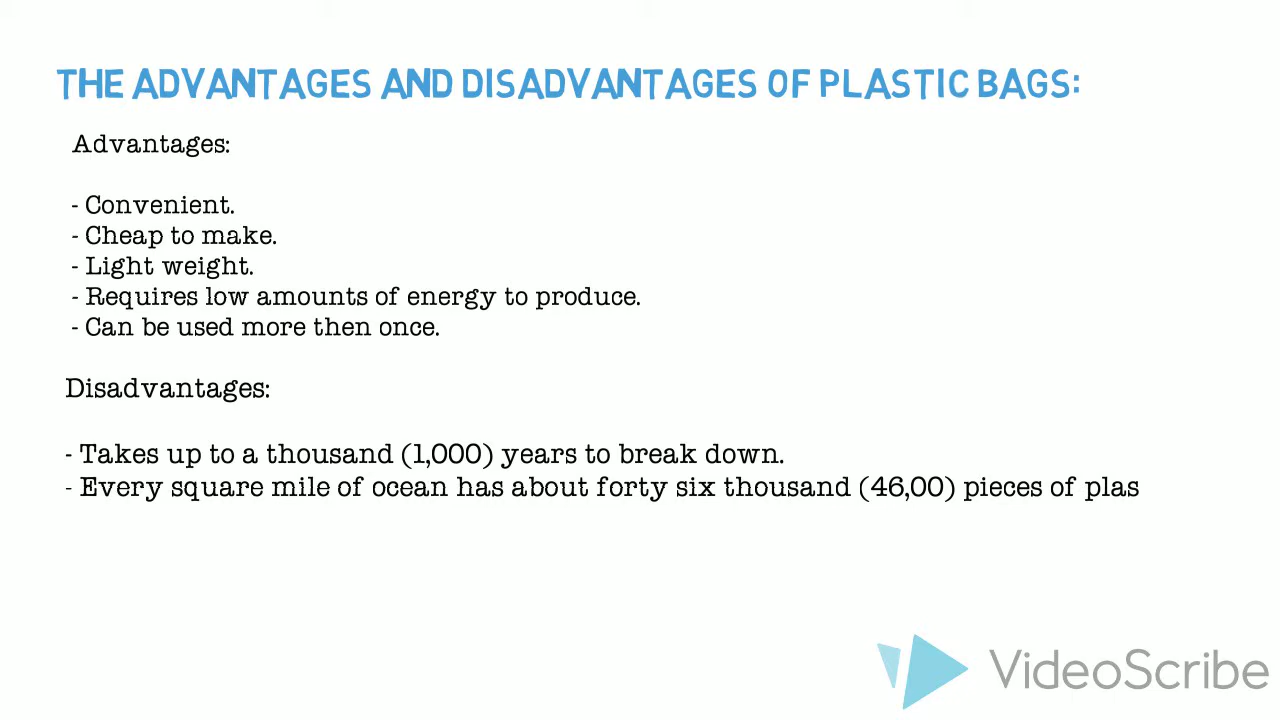 THE ADVANTAGES AND DISADVANTAGES OF PLASTIC BAGS:
Advantages:
- Convenient.
- Cheap to make.
- Light weight.
- Requires low amounts of energy to produce.
- Can be used more then once.
Disadvantages:
- Takes up to a thousand (1,000) years to break down.
- Every square mile of ocean has about forty six thousand (46,00) pieces of plas
VideoScribe